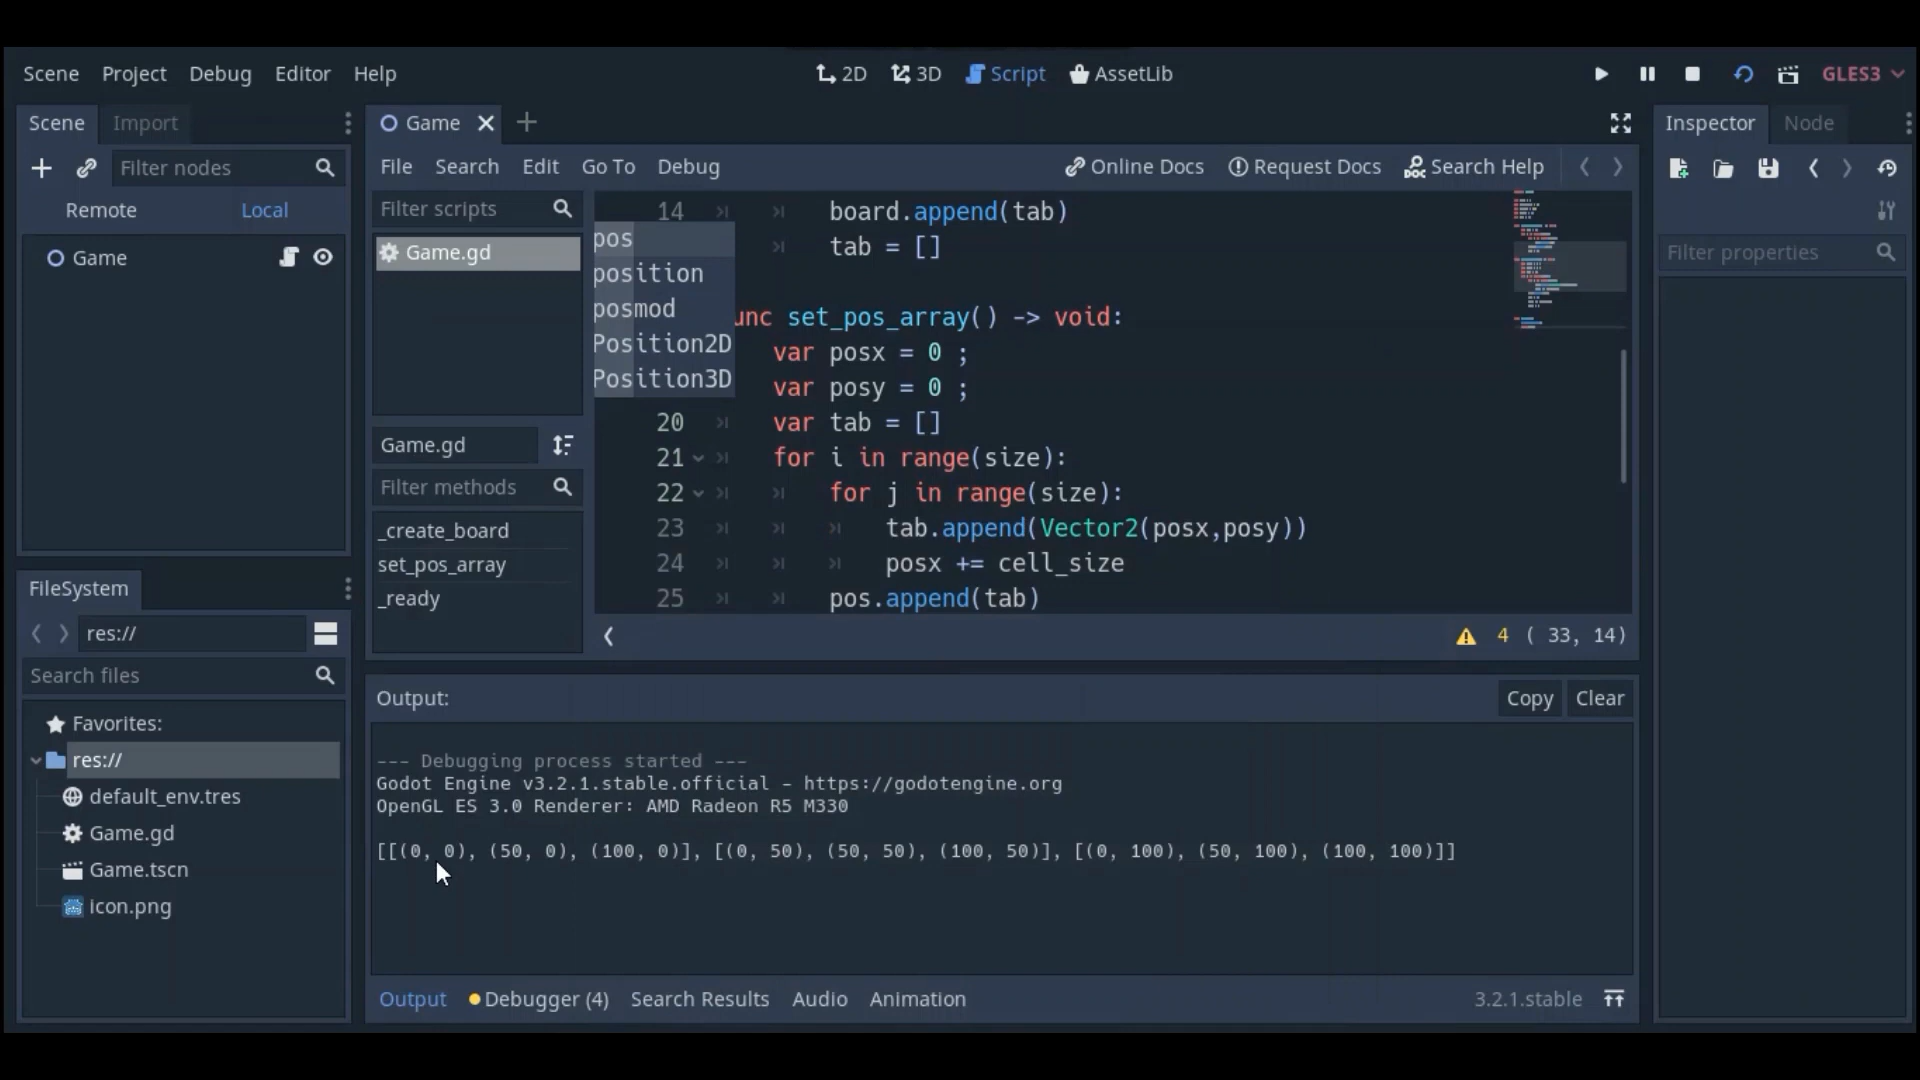 Scene Project Debug Editor Help
2D 3D Script AssetLib
GLES3
Scene Import
Filter nodes
Remote Local
Game
FileSystem
res://
Search files
Favorites:
res://
default_env.tres
Game.gd
Game.tscn
icon.png
Game
File Search Edit Go To Debug
Online Docs Request Docs Search Help
Filter scripts
Game.gd
Game.gd
Filter methods
_create_board
set_pos_array
_ready
pos
position
posmod
Position2D
Position3D
14 board.append(tab)
tab = []
unc set_pos_array() -> void:
var posx = 0 ;
var posy = 0 ;
20 var tab = []
21 for i in range(size):
22 for j in range(size):
23 tab.append(Vector2(posx,posy))
24 posx += cell_size
25 pos.append(tab)
4 ( 33, 14)
Output:
Copy Clear
--- Debugging process started ---
Godot Engine v3.2.1.stable.official - https://godotengine.org
OpenGL ES 3.0 Renderer: AMD Radeon R5 M330
[[(0, 0), (50, 0), (100, 0)], [(0, 50), (50, 50), (100, 50)], [(0, 100), (50, 100), (100, 100)]]
Output Debugger (4) Search Results Audio Animation
3.2.1.stable
Inspector Node
Filter properties